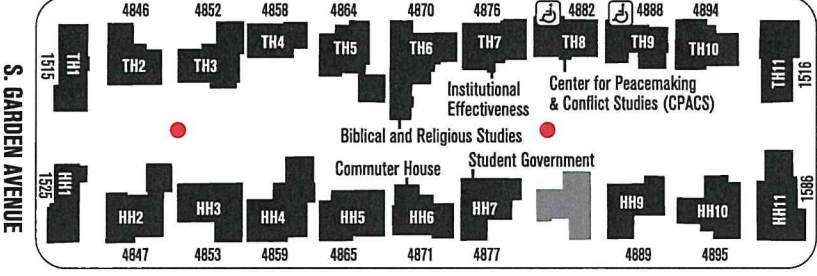 4846 4852 4858 4864 4870 4876 4882 4888 4894
1515 TH1 TH2 TH3 TH4 TH5 TH6 TH7 TH8 TH9 TH10 TH11 1516
S. GARDEN AVENUE
Institutional
Effectiveness
Center for Peacemaking
& Conflict Studies (CPACS)
Biblical and Religious Studies
Commuter House
Student Government
1525 HH1 HH2 HH3 HH4 HH5 HH6 HH7 HH9 HH10 HH11 1586
4847 4853 4859 4865 4871 4877 4889 4895